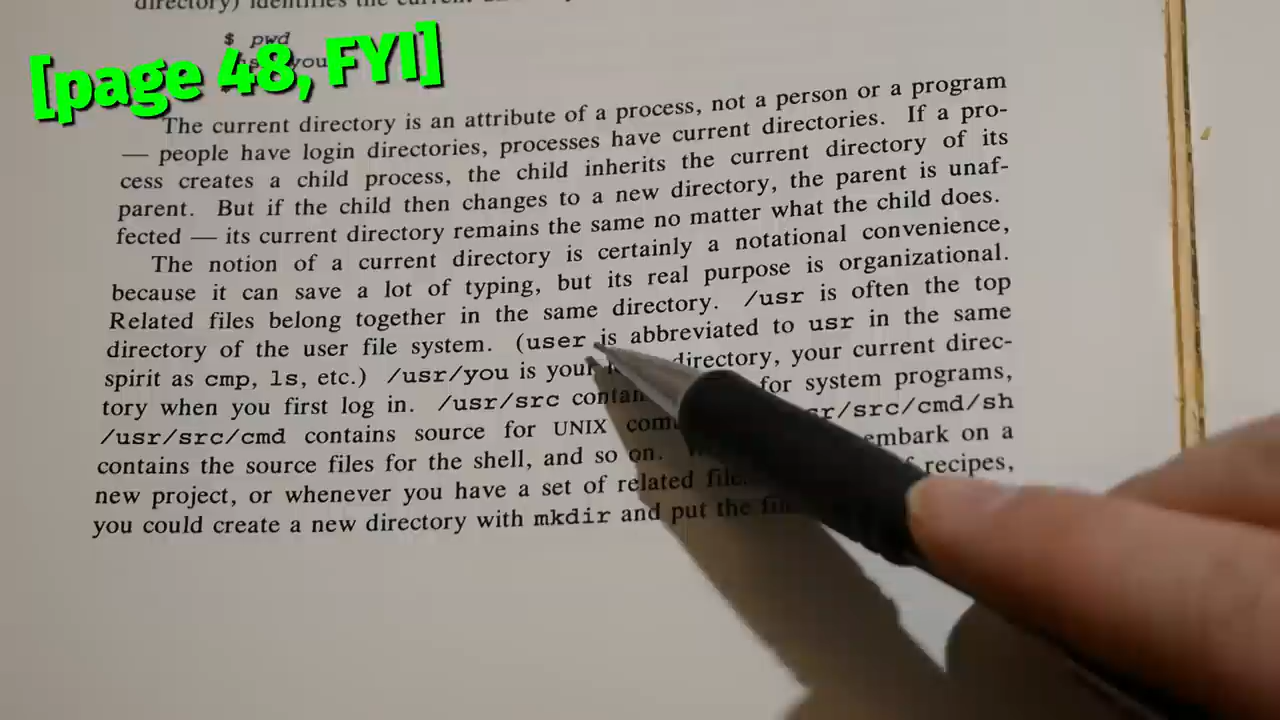 directory) identifies the current
$ pwd
you
[page 48, FYI]
The current directory is an attribute of a process, not a person or a program
— people have login directories, processes have current directories. If a pro-
cess creates a child process, the child inherits the current directory of its
parent. But if the child then changes to a new directory, the parent is unaf-
fected — its current directory remains the same no matter what the child does.
The notion of a current directory is certainly a notational convenience,
because it can save a lot of typing, but its real purpose is organizational.
Related files belong together in the same directory. /usr is often the top
directory of the user file system. (user is abbreviated to usr in the same
spirit as cmp, ls, etc.) /usr/you is your directory, your current direc-
tory when you first log in. /usr/src for system programs,
/usr/src/cmd contains source for UNIX /src/cmd/sh
contains the source files for the shell, and so on. embark on a
new project, or whenever you have a set of related recipes,
you could create a new directory with mkdir and put the